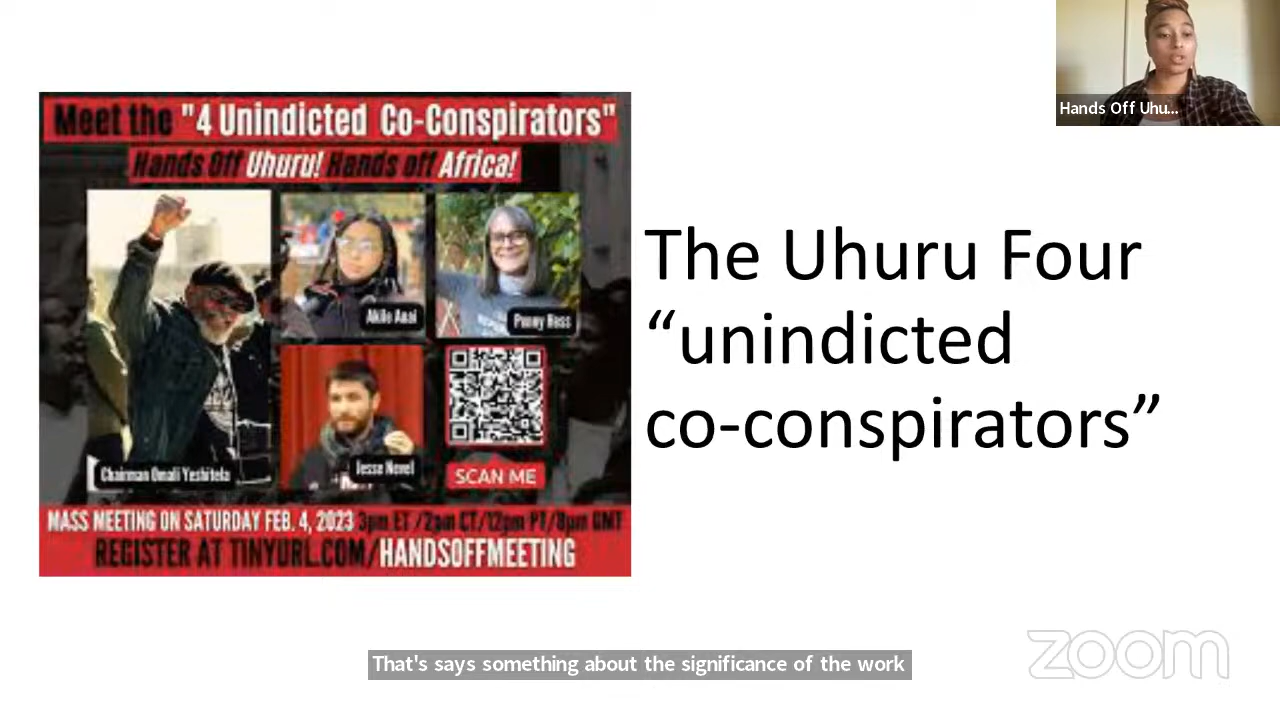 Meet the "4 Unindicted Co-Conspirators"
Hands Off Uhuru! Hands off Africa!
Akile Anai
Penny Hess
Chairman Omali Yeshitela
Jesse Nevel
SCAN ME
MASS MEETING ON SATURDAY FEB. 4, 2023 3pm ET /2pm CT/12pm PT/8pm GMT
REGISTER AT TINYURL.COM/HANDSOFFMEETING
Hands Off Uhu...
The Uhuru Four
“unindicted
co-conspirators”
That's says something about the significance of the work
zoom